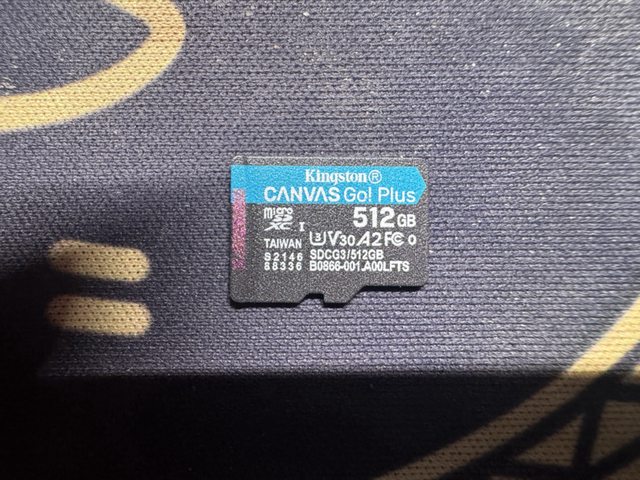 Kingston®
CANVAS Go! Plus
micro SD XC I 512GB
TAIWAN U3 V30 A2 FC
S2146 SDCG3/512GB
88336 B0866-001.A00LFTS